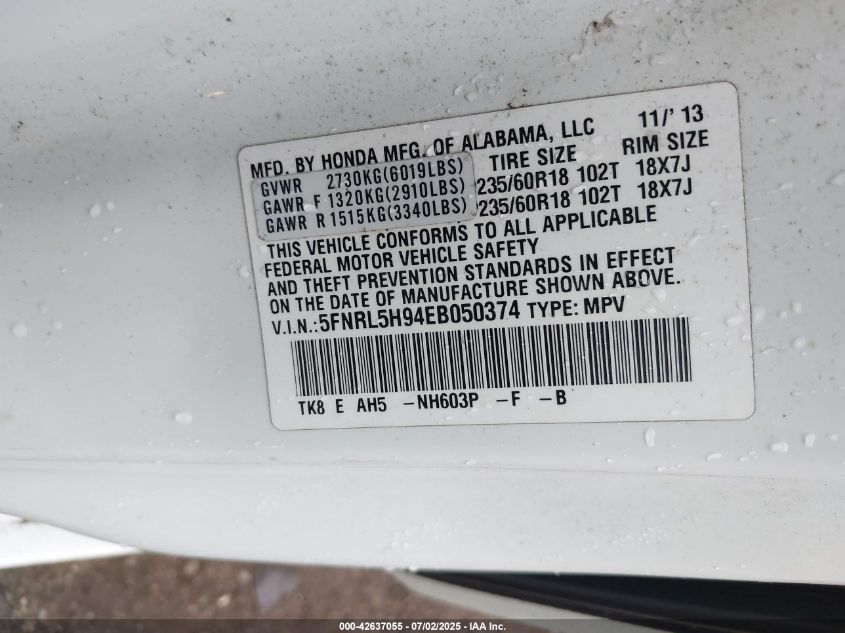 MFD. BY HONDA MFG. OF ALABAMA, LLC 11/' 13
GVWR 2730KG(6019LBS) TIRE SIZE RIM SIZE
GAWR F 1320KG(2910LBS) 235/60R18 102T 18X7J
GAWR R 1515KG(3340LBS) 235/60R18 102T 18X7J
THIS VEHICLE CONFORMS TO ALL APPLICABLE
FEDERAL MOTOR VEHICLE SAFETY
AND THEFT PREVENTION STANDARDS IN EFFECT
ON THE DATE OF MANUFACTURE SHOWN ABOVE.
V.I.N.:5FNRL5H94EB050374 TYPE: MPV
TK8 E AH5 -NH603P -F -B
000-42637055 - 07/02/2025 - IAA Inc.